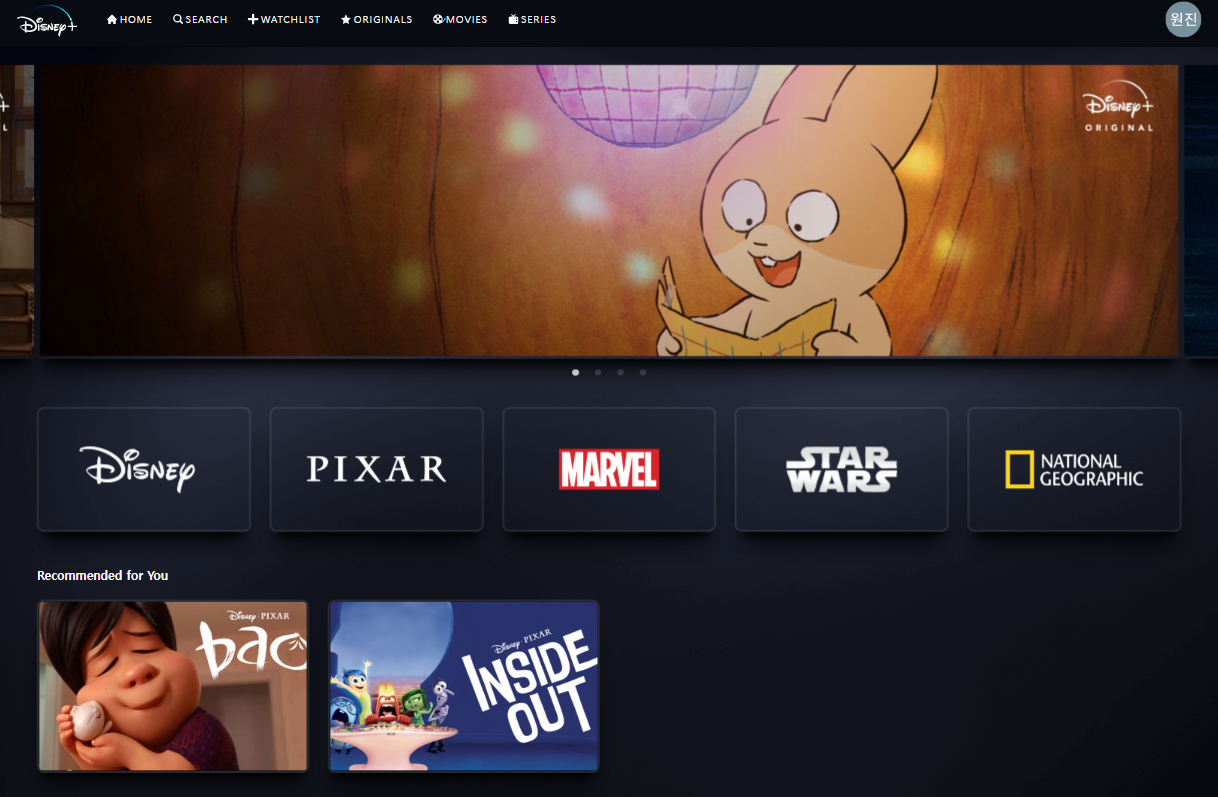 Disney+
HOME
SEARCH
WATCHLIST
ORIGINALS
MOVIES
SERIES
원진
+
L
Disney+
ORIGINAL
Disney
PIXAR
MARVEL
STAR
WARS
NATIONAL
GEOGRAPHIC
Recommended for You
Disney · PIXAR
bao
Disney · PIXAR
INSIDE
OUT